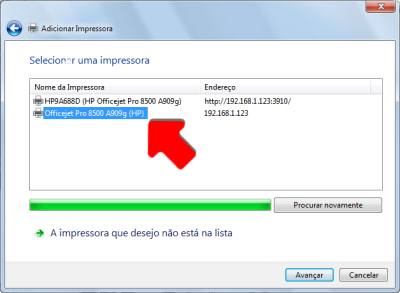 Adicionar Impressora
Selecionar uma impressora
Nome da Impressora Endereço
HP9A688D (HP Officejet Pro 8500 A909g) http://192.168.1.123:3910/
Officejet Pro 8500 A909g (HP) 192.168.1.123
Procurar novamente
A impressora que desejo não está na lista
Avançar Cancelar